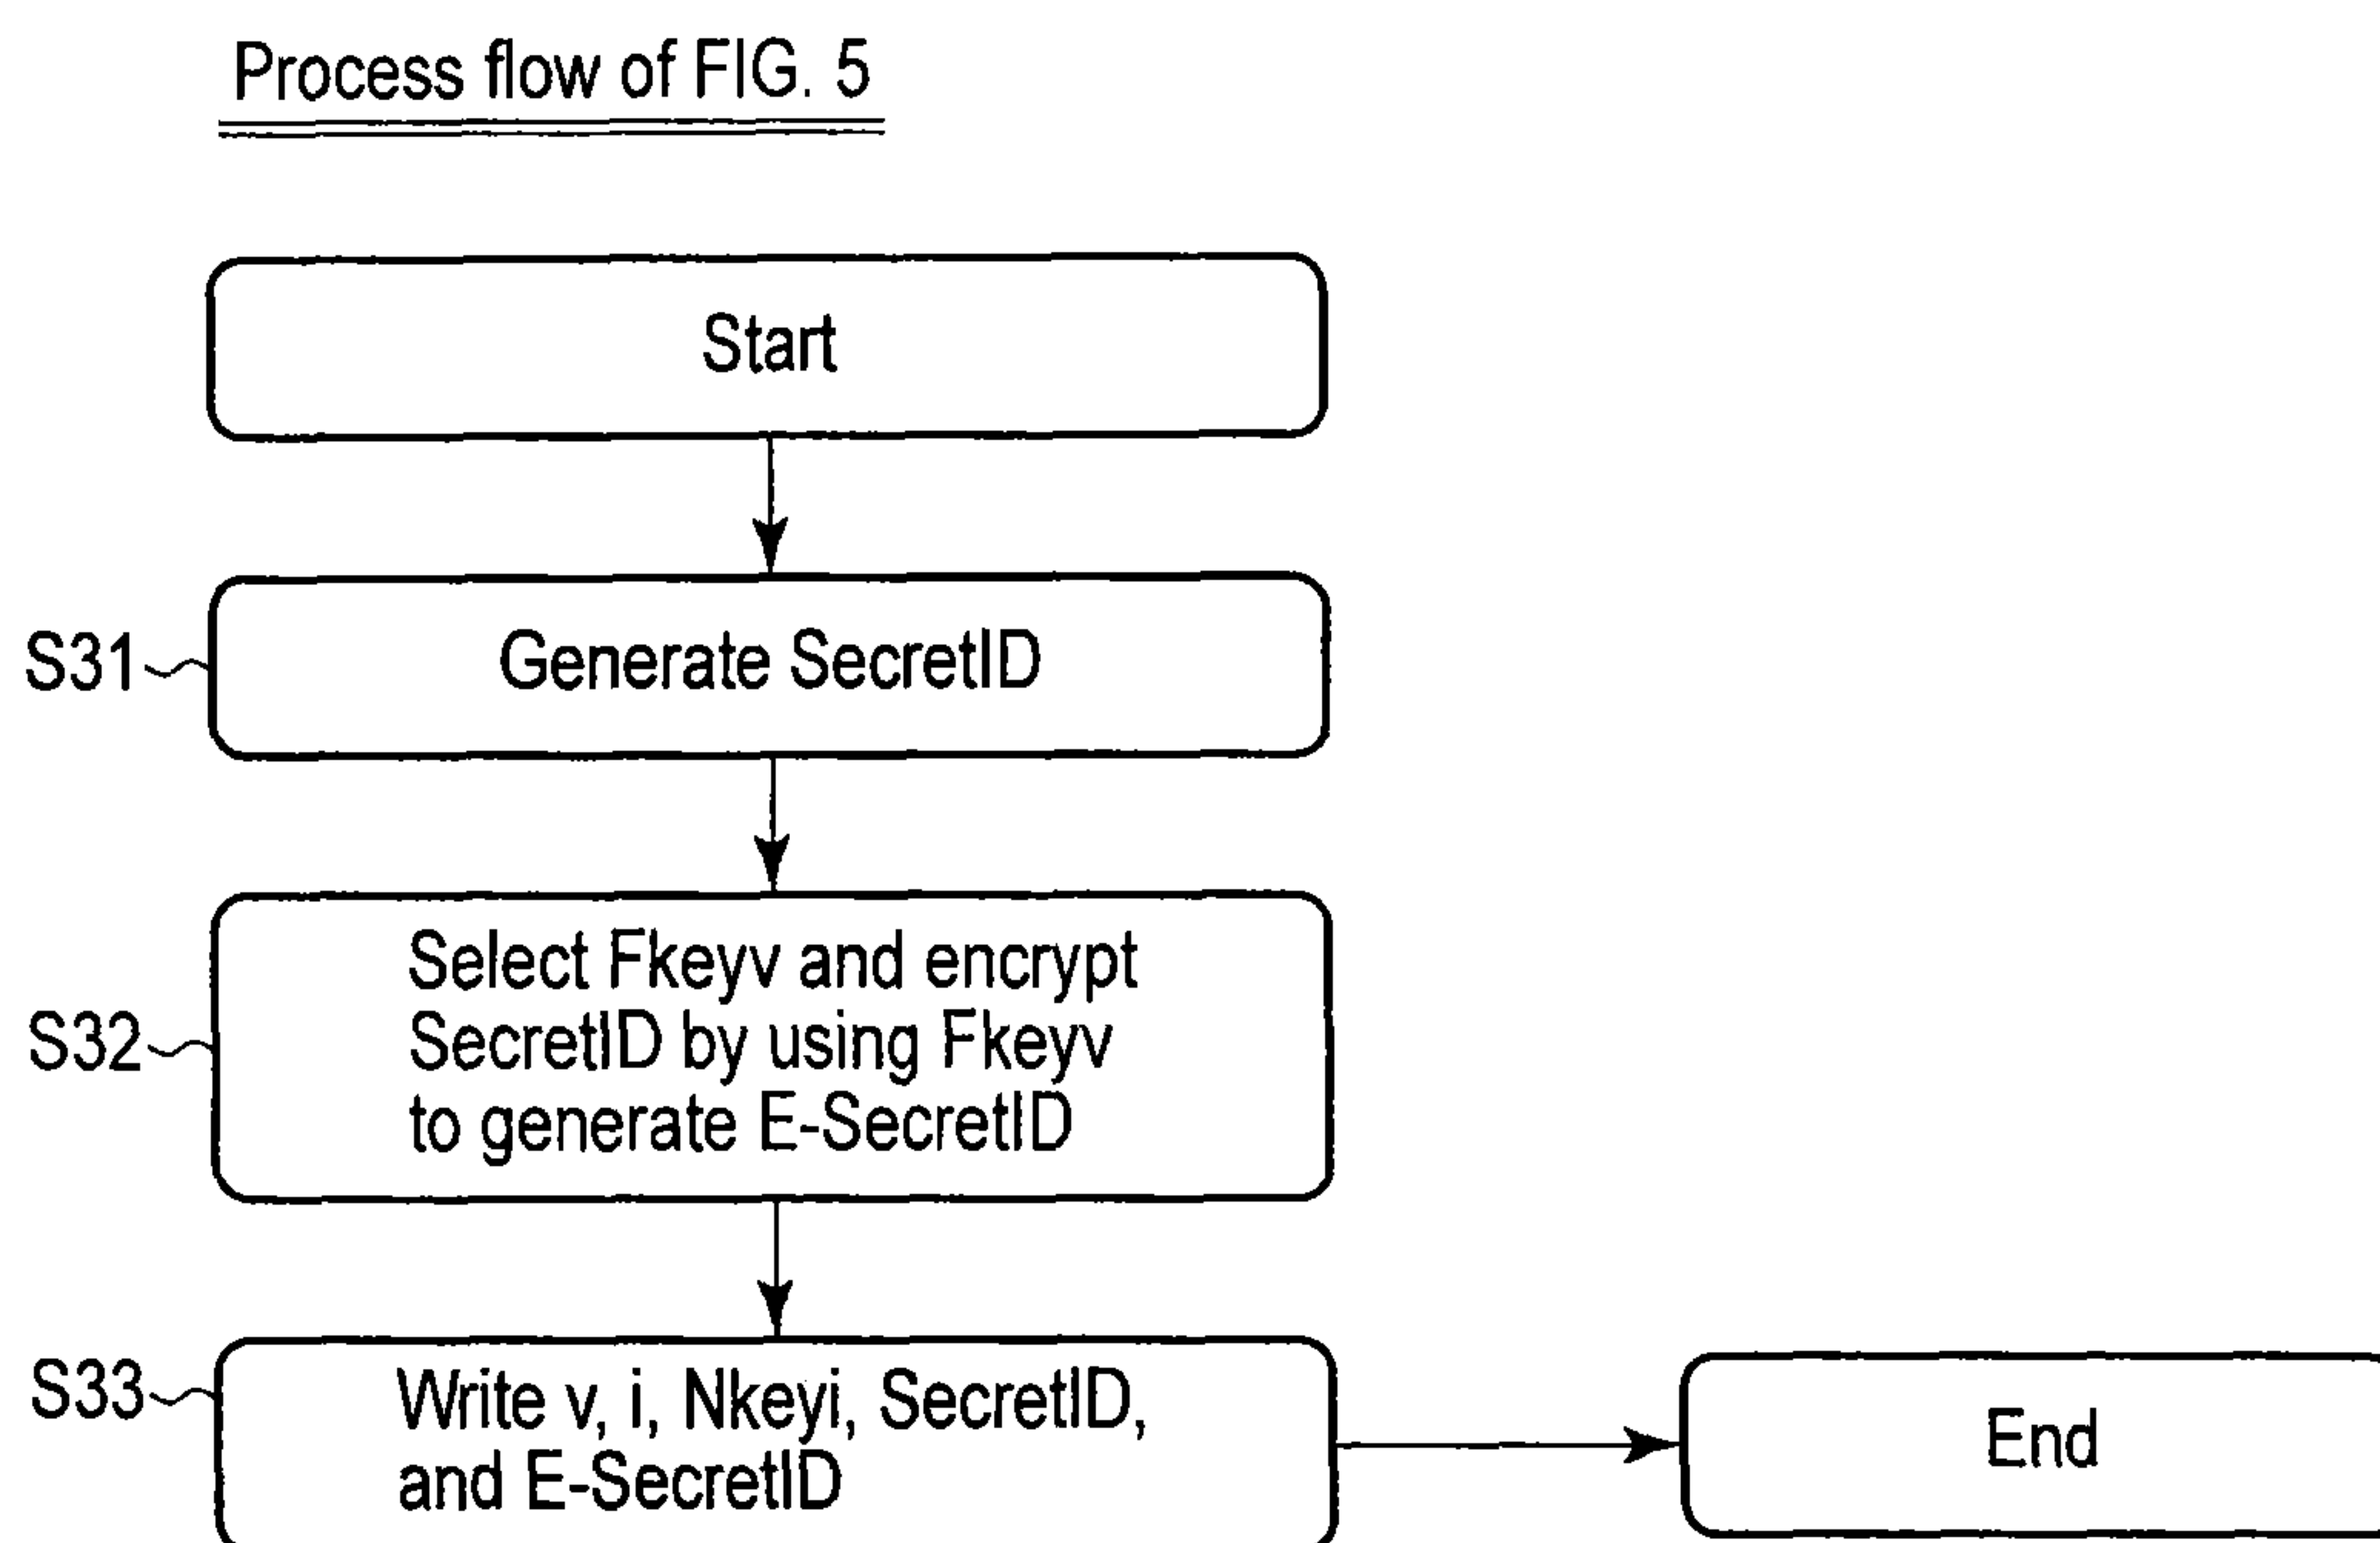 Process flow of FIG. 5
Start
S31
Generate SecretID
S32
Select Fkeyv and encrypt
SecretID by using Fkeyv
to generate E-SecretID
S33
Write v, i, Nkeyi, SecretID,
and E-SecretID
End